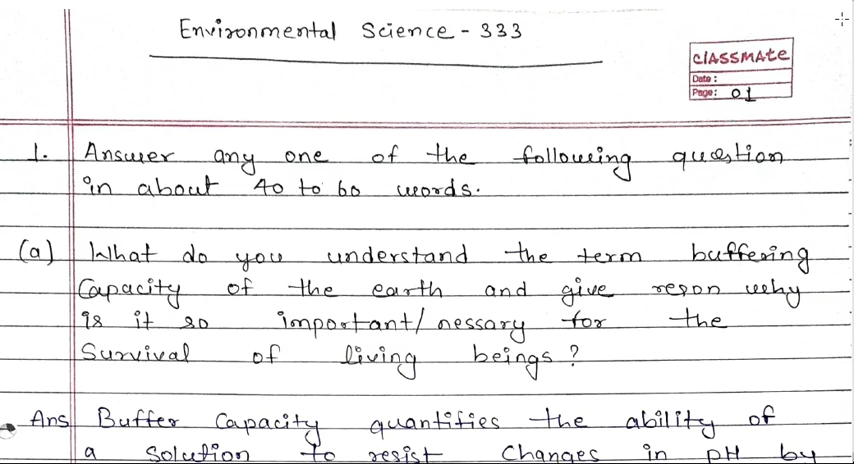 Environmental Science - 333
classmate
Date :
Page : 01
1. Answer any one of the following question
in about 40 to 60 words.
(a) What do you understand the term buffering
Capacity of the earth and give reson why
is it so important/ nessary for the
Survival of living beings ?
Ans Buffer Capacity quantifies the ability of
a solution to resist changes in pH by